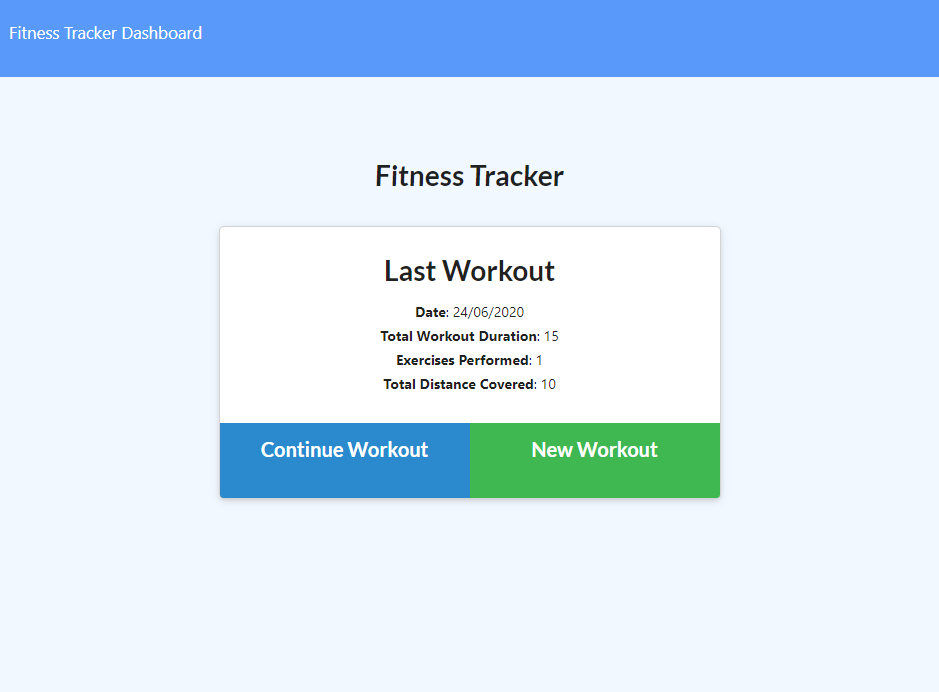 Fitness Tracker Dashboard
Fitness Tracker
Last Workout
Date: 24/06/2020
Total Workout Duration: 15
Exercises Performed: 1
Total Distance Covered: 10
Continue Workout
New Workout